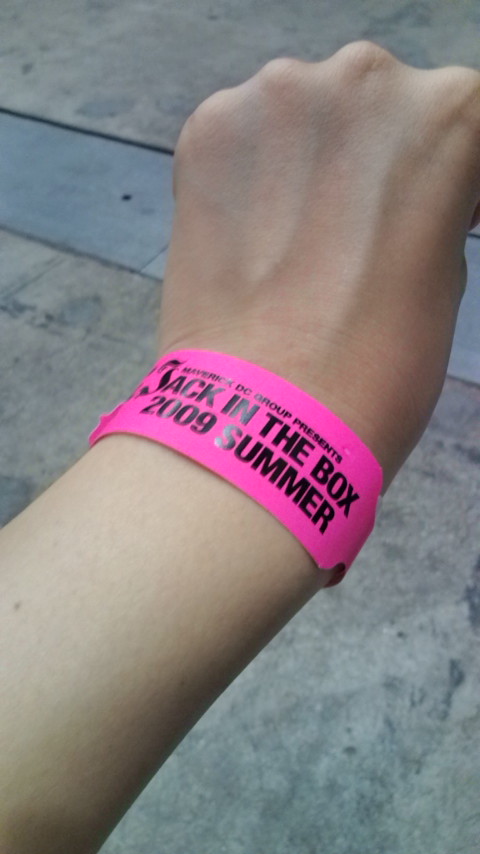 MAVERICK DC GROUP PRESENTS
JACK IN THE BOX
2009 SUMMER